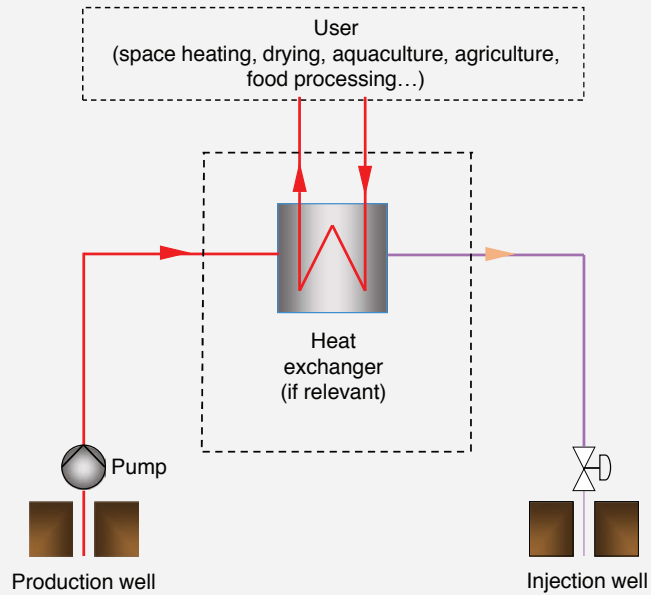 User
(space heating, drying, aquaculture, agriculture,
food processing…)
Heat
exchanger
(if relevant)
Pump
Production well
Injection well